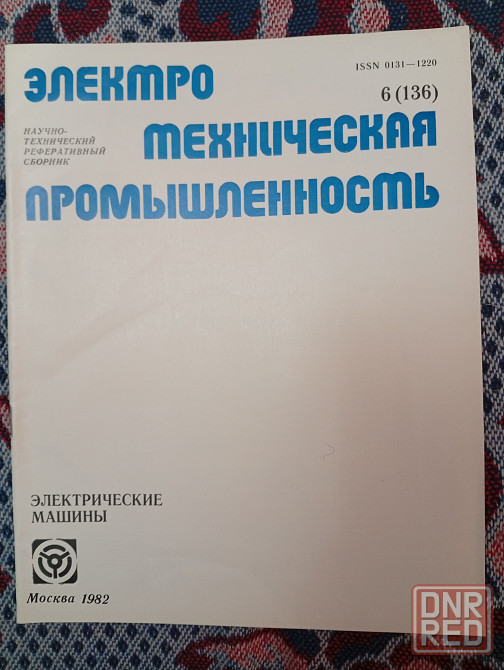 ISSN 0131—1220
ЭЛЕКТРО
6 (136)
НАУЧНО-
ТЕХНИЧЕСКИЙ
РЕФЕРАТИВНЫЙ
СБОРНИК
ТЕХНИЧЕСКАЯ
ПРОМЫШЛЕННОСТЬ
ЭЛЕКТРИЧЕСКИЕ
МАШИНЫ
Москва 1982
DNR
RED